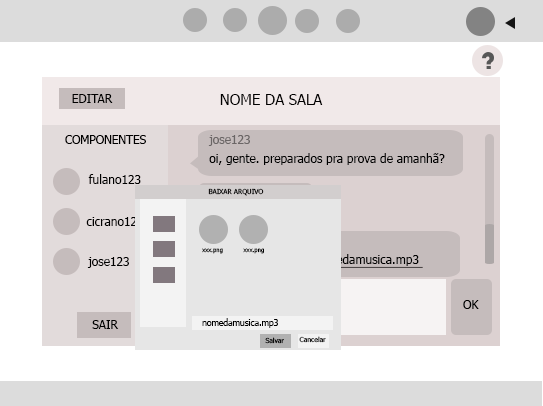 ?
EDITAR
NOME DA SALA
COMPONENTES
jose123
oi, gente. preparados pra prova de amanhã?
fulano123
BAIXAR ARQUIVO
cicrano12
xxx.png
xxx.png
jose123
edamusica.mp3
OK
SAIR
nomedamusica.mp3
Salvar
Cancelar